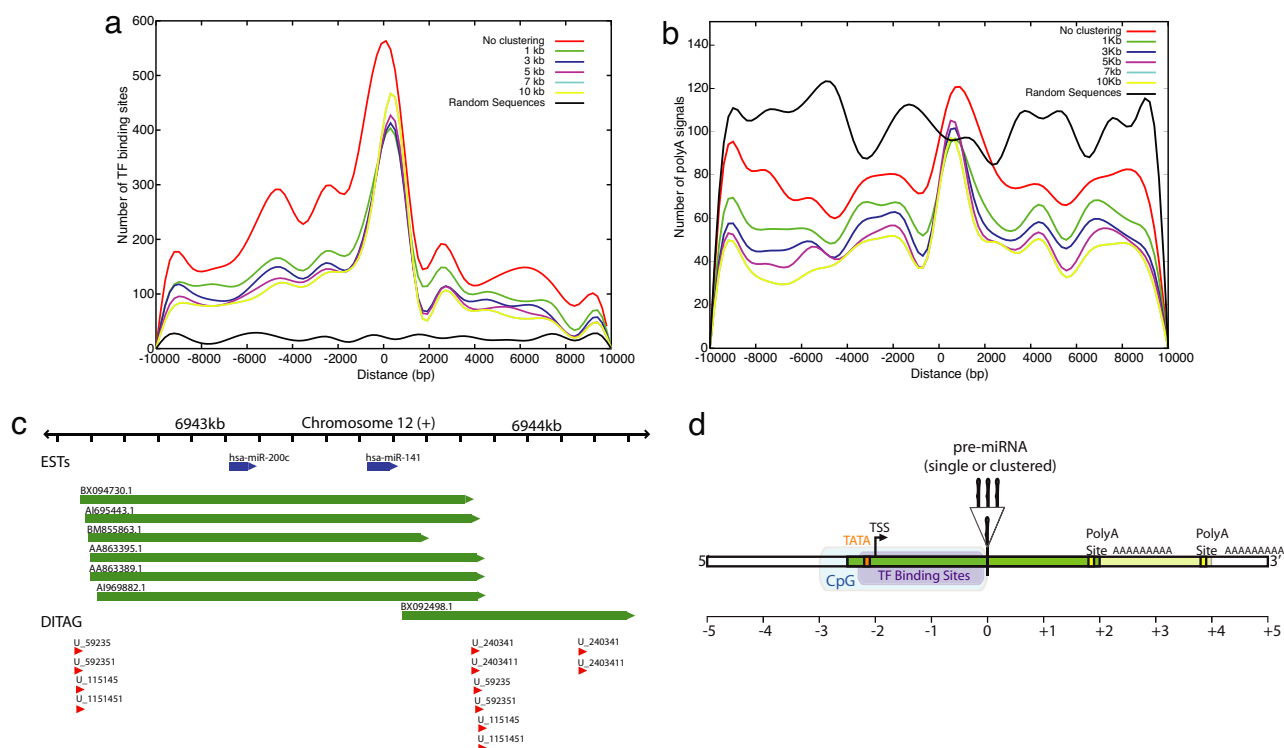 a
600
500
400
300
200
100
0
Number of TF binding sites
No clustering
1 kb
3 kb
5 kb
7 kb
10 kb
Random Sequences
-10000 -8000 -6000 -4000 -2000 0 2000 4000 6000 8000 10000
Distance (bp)
b
140
120
100
80
60
40
20
0
Number of polyA signals
No clustering
1Kb
3Kb
5Kb
7kb
10Kb
Random Sequences
-10000 -8000 -6000 -4000 -2000 0 2000 4000 6000 8000 10000
Distance (bp)
c
6943kb Chromosome 12 (+) 6944kb
ESTs
hsa-miR-200c hsa-miR-141
BX094730.1
AI695443.1
BM855863.1
AA863395.1
AA863389.1
AI969882.1
BX092498.1
DITAG
U_59235
U_592351
U_115145
U_1151451
U_240341
U_2403411
U_59235
U_592351
U_115145
U_1151451
U_240341
U_2403411
d
pre-miRNA
(single or clustered)
TSS
TATA
PolyA
Site AAAAAAAAA
PolyA
Site AAAAAAAAA
5' 3'
CpG
TF Binding Sites
-5 -4 -3 -2 -1 0 +1 +2 +3 +4 +5